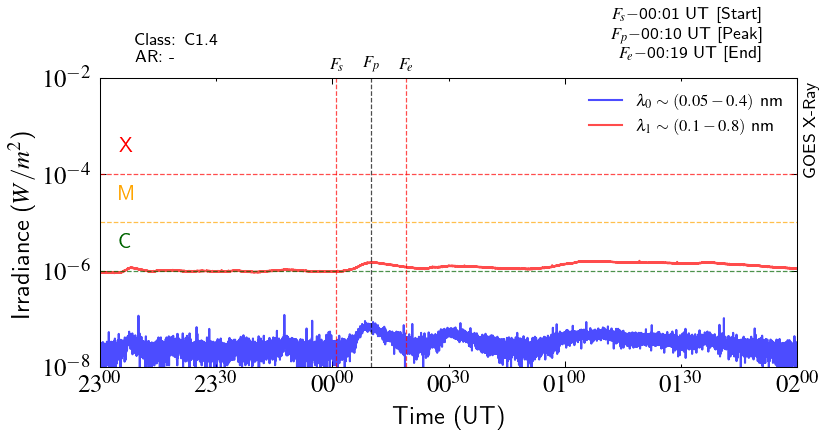 Class: C1.4
AR: -
F_s−00:01 UT [Start]
F_p−00:10 UT [Peak]
F_e−00:19 UT [End]
F_s F_p F_e
10^{−2}
10^{−4}
10^{−6}
10^{−8}
Irradiance (W/m^2)
X
M
C
λ_0 ∼ (0.05 − 0.4) nm
λ_1 ∼ (0.1 − 0.8) nm
GOES X-Ray
23^{00} 23^{30} 00^{00} 00^{30} 01^{00} 01^{30} 02^{00}
Time (UT)